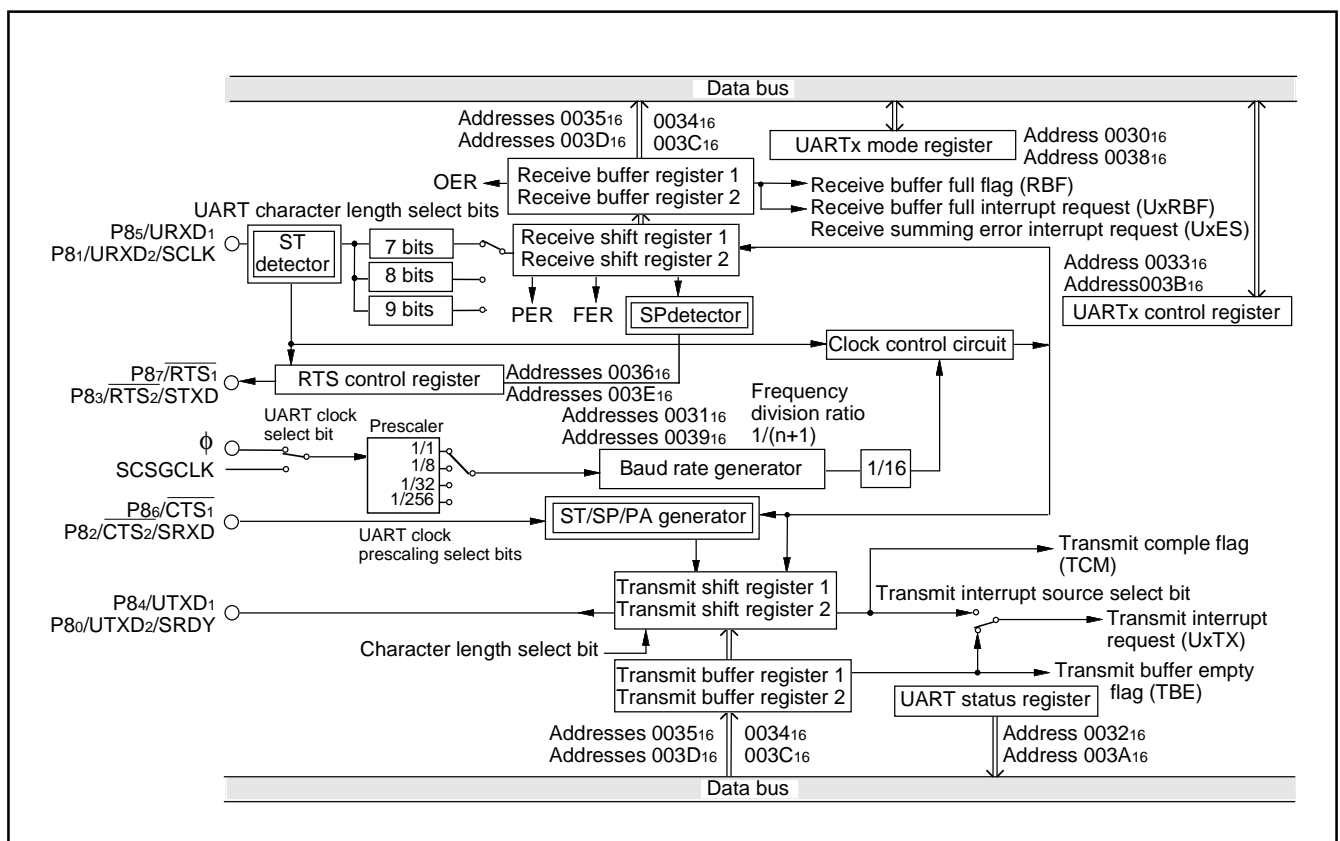 Data bus
Addresses 0035₁₆ 0034₁₆
Addresses 003D₁₆ 003C₁₆
UARTx mode register
Address 0030₁₆
Address 0038₁₆
OER
Receive buffer register 1
Receive buffer register 2
Receive buffer full flag (RBF)
Receive buffer full interrupt request (UxRBF)
Receive summing error interrupt request (UxES)
UART character length select bits
P8₅/URXD₁
P8₁/URXD₂/SCLK
ST
detector
7 bits
8 bits
9 bits
Receive shift register 1
Receive shift register 2
PER
FER
SPdetector
Address 0033₁₆
Address003B₁₆
UARTx control register
Clock control circuit
P8₇/R̅T̅S̅₁
P8₃/R̅T̅S̅₂/STXD
RTS control register
Addresses 0036₁₆
Addresses 003E₁₆
UART clock
select bit
Prescaler
1/1
1/8
1/32
1/256
Addresses 0031₁₆
Addresses 0039₁₆
Frequency
division ratio
1/(n+1)
ϕ
SCSGCLK
Baud rate generator
1/16
P8₆/C̅T̅S̅₁
P8₂/C̅T̅S̅₂/SRXD
UART clock
prescaling select bits
ST/SP/PA generator
Transmit comple flag
(TCM)
P8₄/UTXD₁
P8₀/UTXD₂/SRDY
Transmit shift register 1
Transmit shift register 2
Transmit interrupt source select bit
Transmit interrupt
request (UxTX)
Character length select bit
Transmit buffer register 1
Transmit buffer register 2
Transmit buffer empty
flag (TBE)
UART status register
Addresses 0035₁₆ 0034₁₆
Addresses 003D₁₆ 003C₁₆
Address 0032₁₆
Address 003A₁₆
Data bus